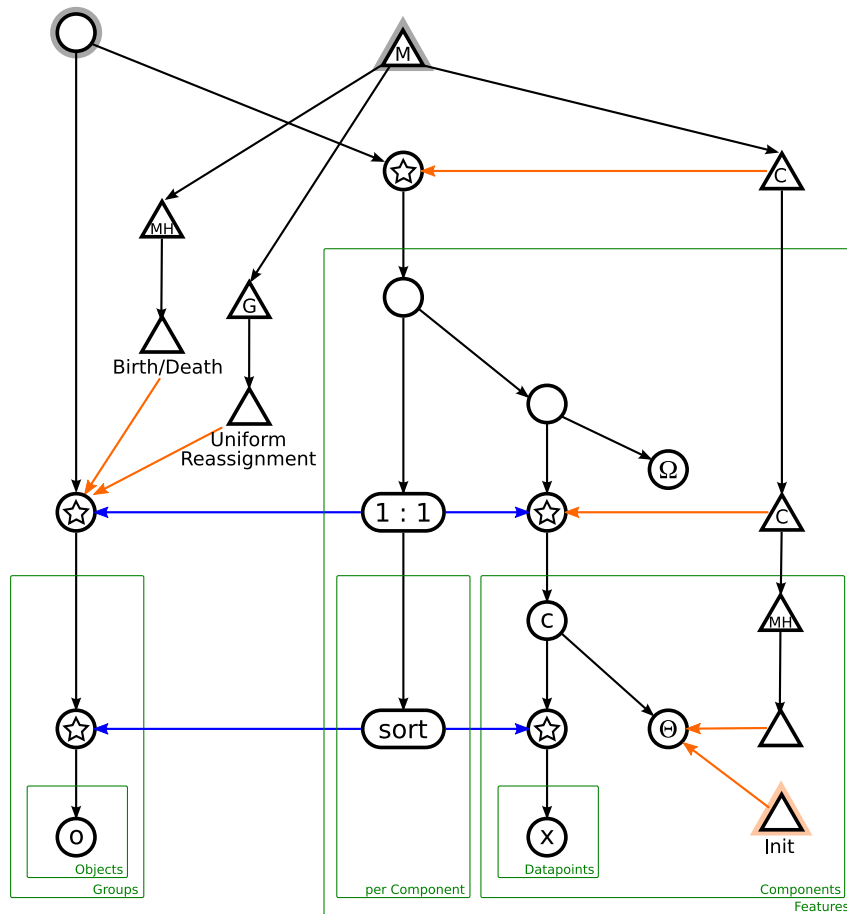 M
C
MH
G
Birth/Death
Uniform
Reassignment
Ω
1 : 1
C
C
MH
sort
Θ
o
x
Init
Objects
Datapoints
Groups
per Component
Components
Features